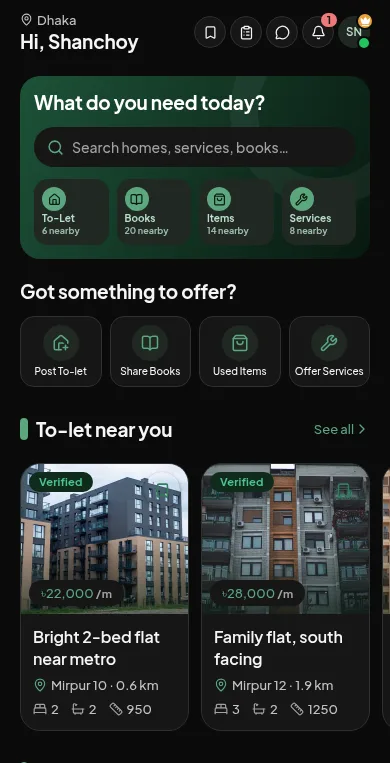 Dhaka
Hi, Shanchoy
1
SN
What do you need today?
Search homes, services, books…
To-Let
6 nearby
Books
20 nearby
Items
14 nearby
Services
8 nearby
Got something to offer?
Post To-let
Share Books
Used Items
Offer Services
To-let near you
See all
Verified
৳22,000 /m
Bright 2-bed flat
near metro
Mirpur 10 · 0.6 km
2
2
950
Verified
৳28,000 /m
Family flat, south
facing
Mirpur 12 · 1.9 km
3
2
1250